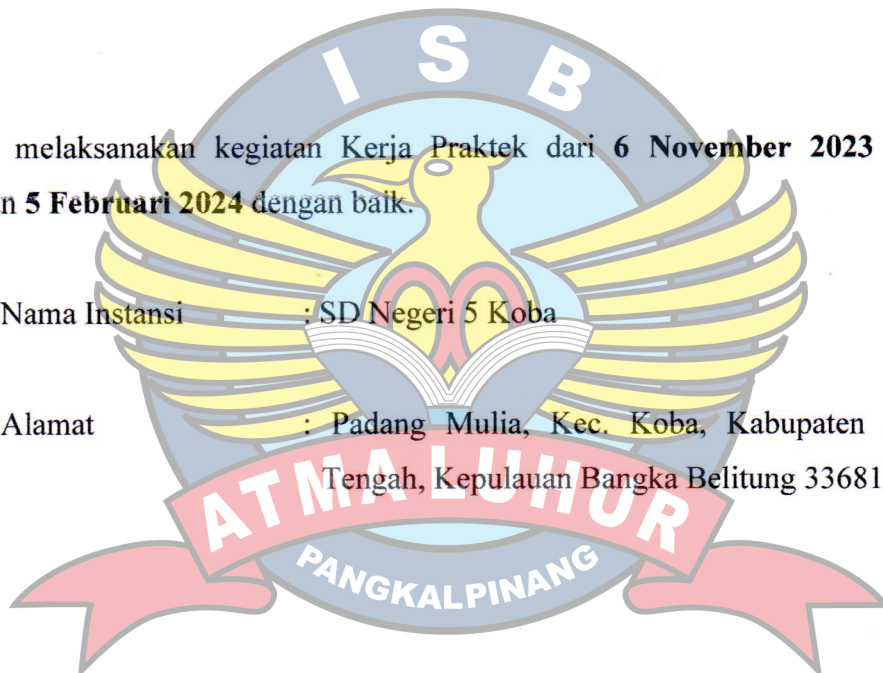 I S B
melaksanakan kegiatan Kerja Praktek dari 6 November 2023
n 5 Februari 2024 dengan baik.
Nama Instansi : SD Negeri 5 Koba
Alamat : Padang Mulia, Kec. Koba, Kabupaten
Tengah, Kepulauan Bangka Belitung 33681
ATMA LUHUR
PANGKALPINANG